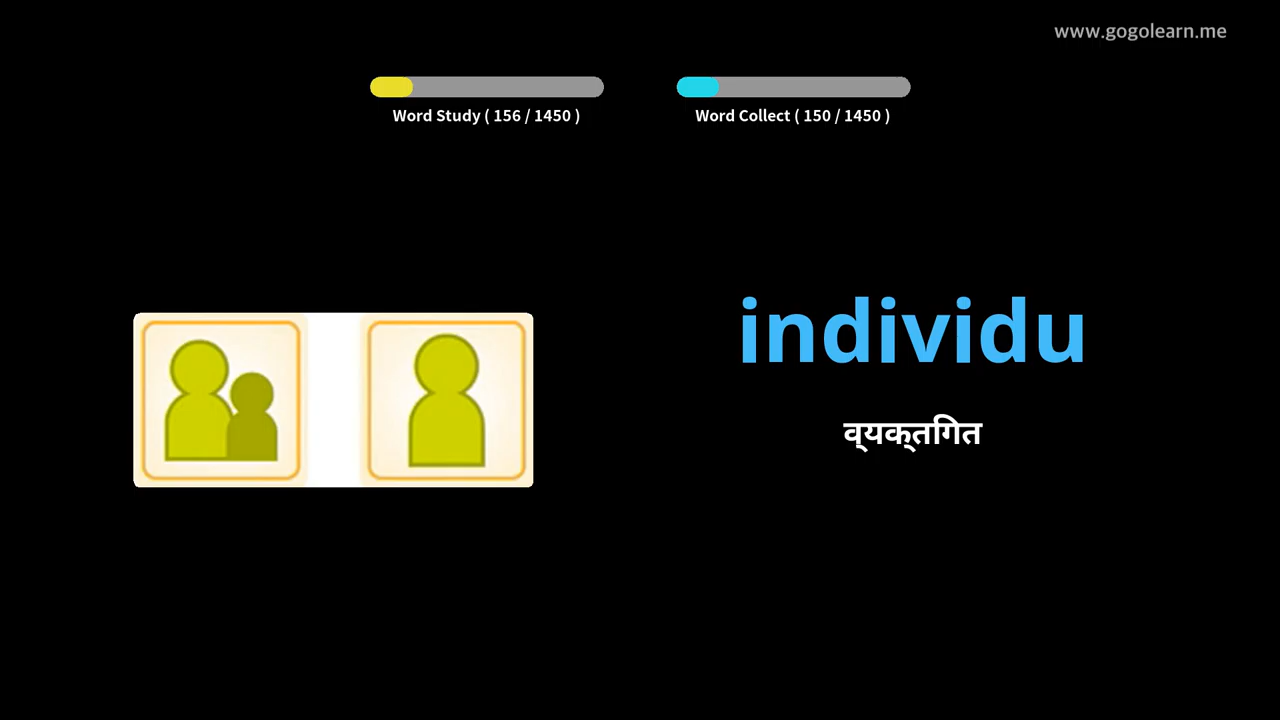 www.gogolearn.me
Word Study ( 156 / 1450 )
Word Collect ( 150 / 1450 )
individu
व्यक्तिगत